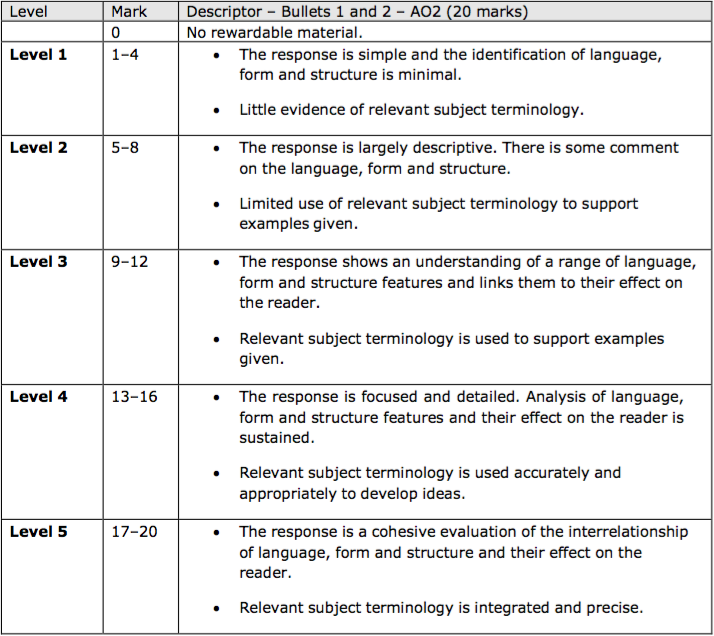 Level Mark Descriptor – Bullets 1 and 2 – AO2 (20 marks)
0 No rewardable material.
Level 1 1–4 • The response is simple and the identification of language,
form and structure is minimal.
• Little evidence of relevant subject terminology.
Level 2 5–8 • The response is largely descriptive. There is some comment
on the language, form and structure.
• Limited use of relevant subject terminology to support
examples given.
Level 3 9–12 • The response shows an understanding of a range of language,
form and structure features and links them to their effect on
the reader.
• Relevant subject terminology is used to support examples
given.
Level 4 13–16 • The response is focused and detailed. Analysis of language,
form and structure features and their effect on the reader is
sustained.
• Relevant subject terminology is used accurately and
appropriately to develop ideas.
Level 5 17–20 • The response is a cohesive evaluation of the interrelationship
of language, form and structure and their effect on the
reader.
• Relevant subject terminology is integrated and precise.